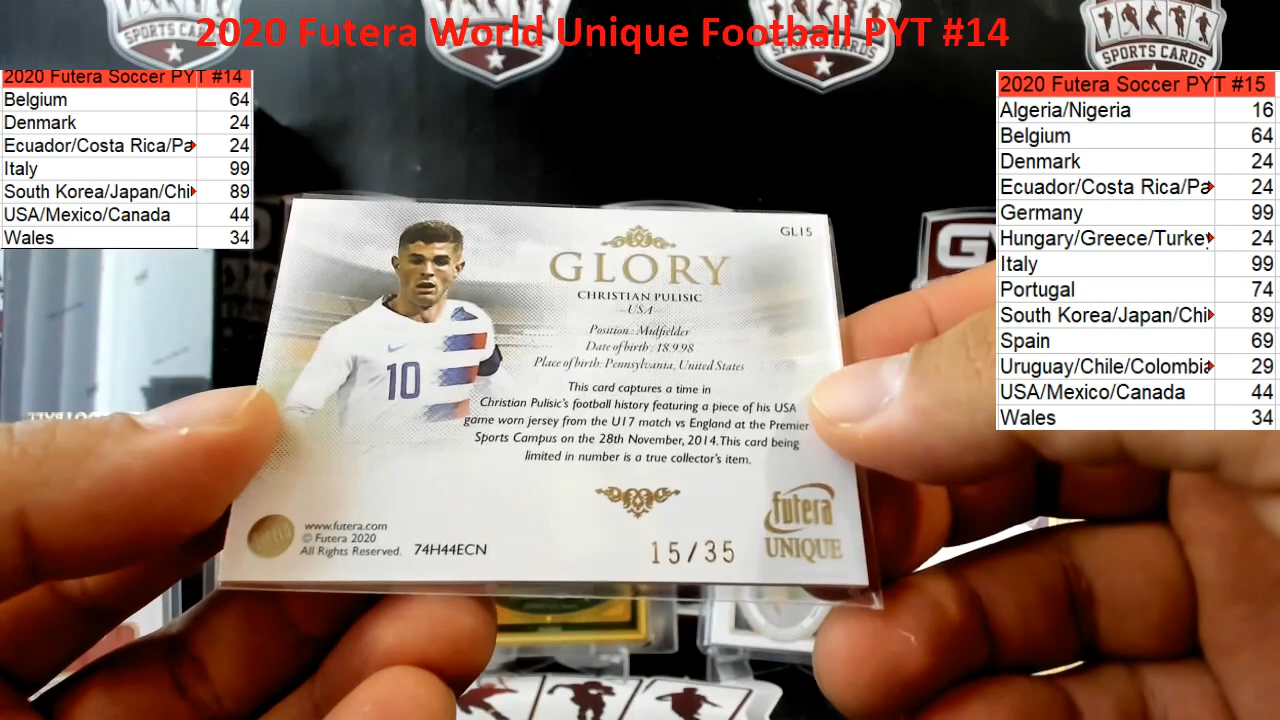 2020 Futera World Unique Football PYT #14
SPORTS CA
SPORTS CARDS
2020 Futera Soccer PYT #14
Belgium 64
Denmark 24
Ecuador/Costa Rica/Pa 24
Italy 99
South Korea/Japan/Chi 89
USA/Mexico/Canada 44
Wales 34
2020 Futera Soccer PYT #15
Algeria/Nigeria 16
Belgium 64
Denmark 24
Ecuador/Costa Rica/Pa 24
Germany 99
Hungary/Greece/Turkey 24
Italy 99
Portugal 74
South Korea/Japan/Chi 89
Spain 69
Uruguay/Chile/Colombia 29
USA/Mexico/Canada 44
Wales 34
GL15
GLORY
CHRISTIAN PULISIC
-USA-
Position: Midfielder
Date of birth: 18.9.98
Place of birth: Pennsylvania, United States
This card captures a time in
Christian Pulisic's football history featuring a piece of his USA
game worn jersey from the U17 match vs England at the Premier
Sports Campus on the 28th November, 2014.This card being
limited in number is a true collector's item.
10
www.futera.com
© Futera 2020
All Rights Reserved. 74H44ECN
15/35
futera
UNIQUE